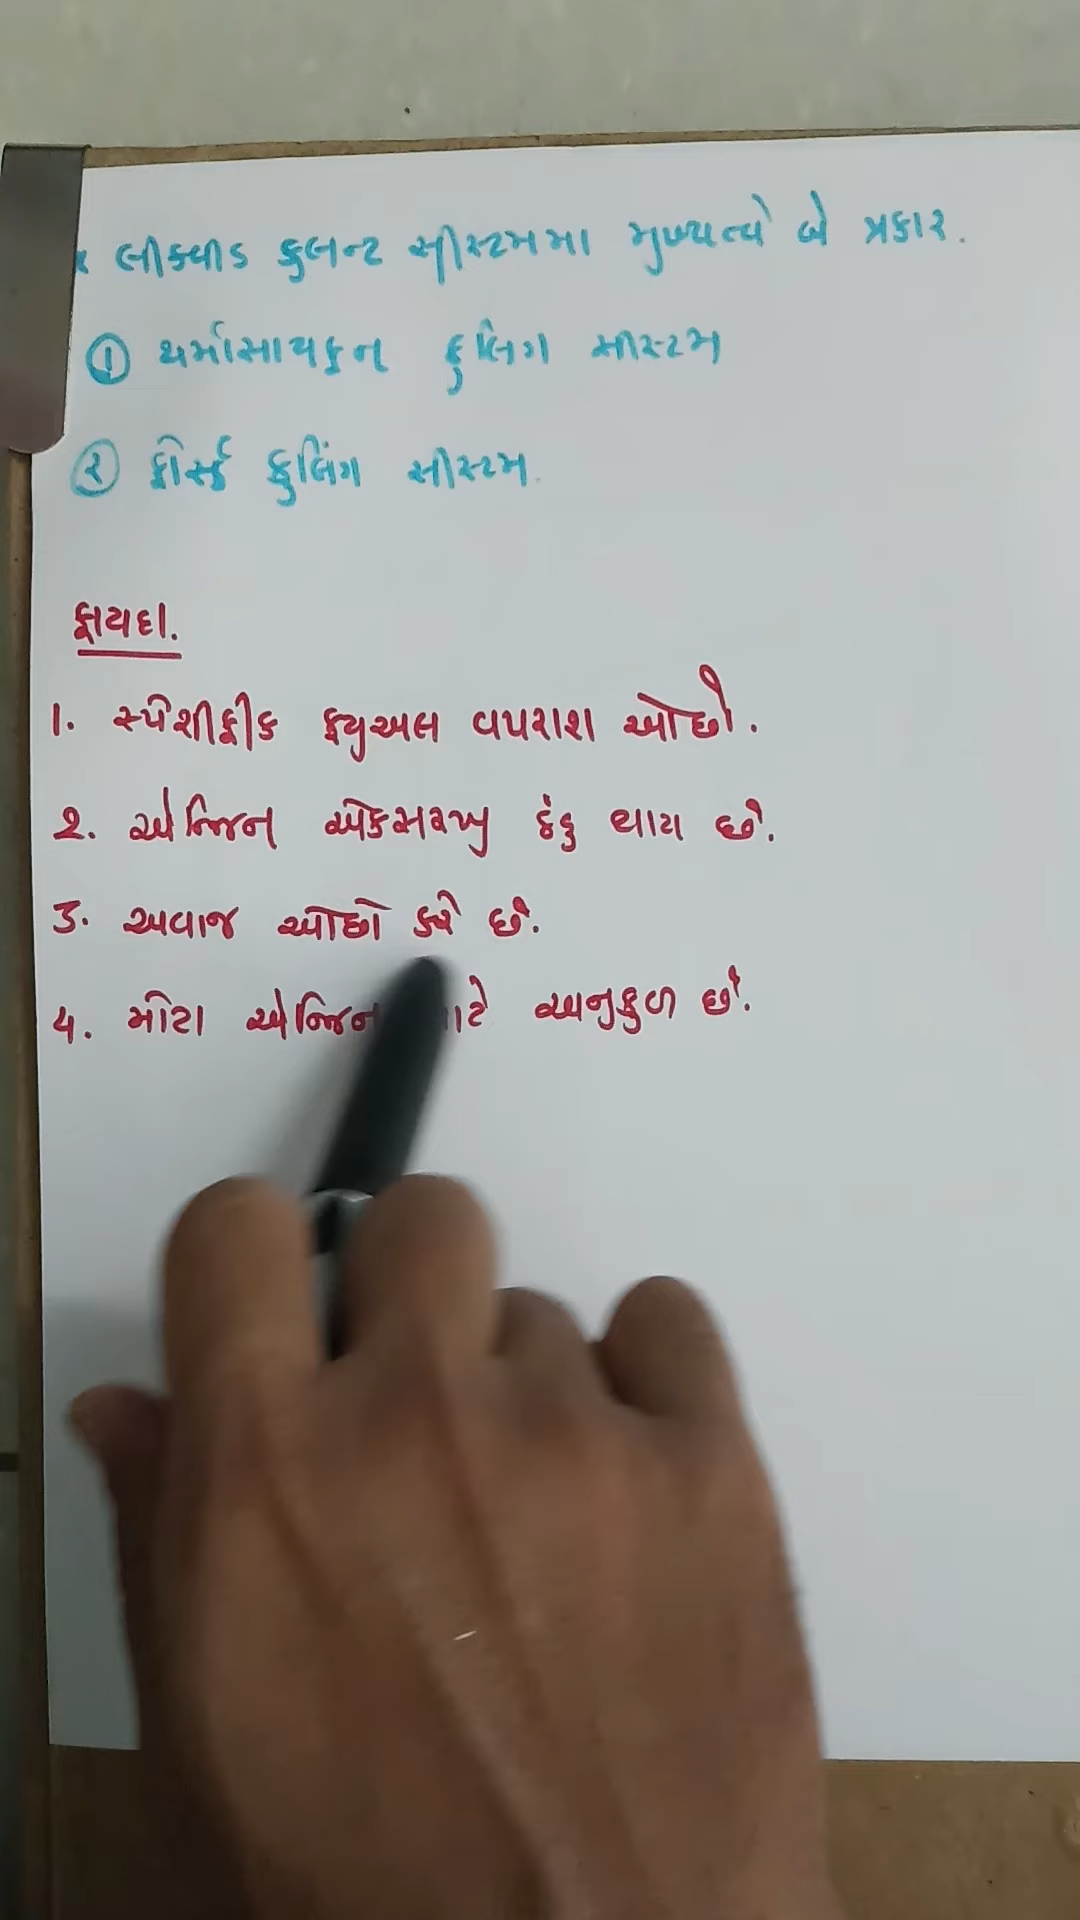 * લીક્વીડ કુલન્ટ સીસ્ટમમા મુખ્યત્વે બે પ્રકાર.
① થર્મોસાયફન કુલિંગ સીસ્ટમ
② ફોર્સ્ડ કુલિંગ સીસ્ટમ.
ફાયદા.
1. સ્પેશીફીક ફ્યુઅલ વપરાશ ઓછો.
2. એન્જિન એકસરખુ ઠંડુ થાય છે.
3. અવાજ ઓછો કરે છે.
4. મોટા એન્જિન માટે અનુકુળ છે.